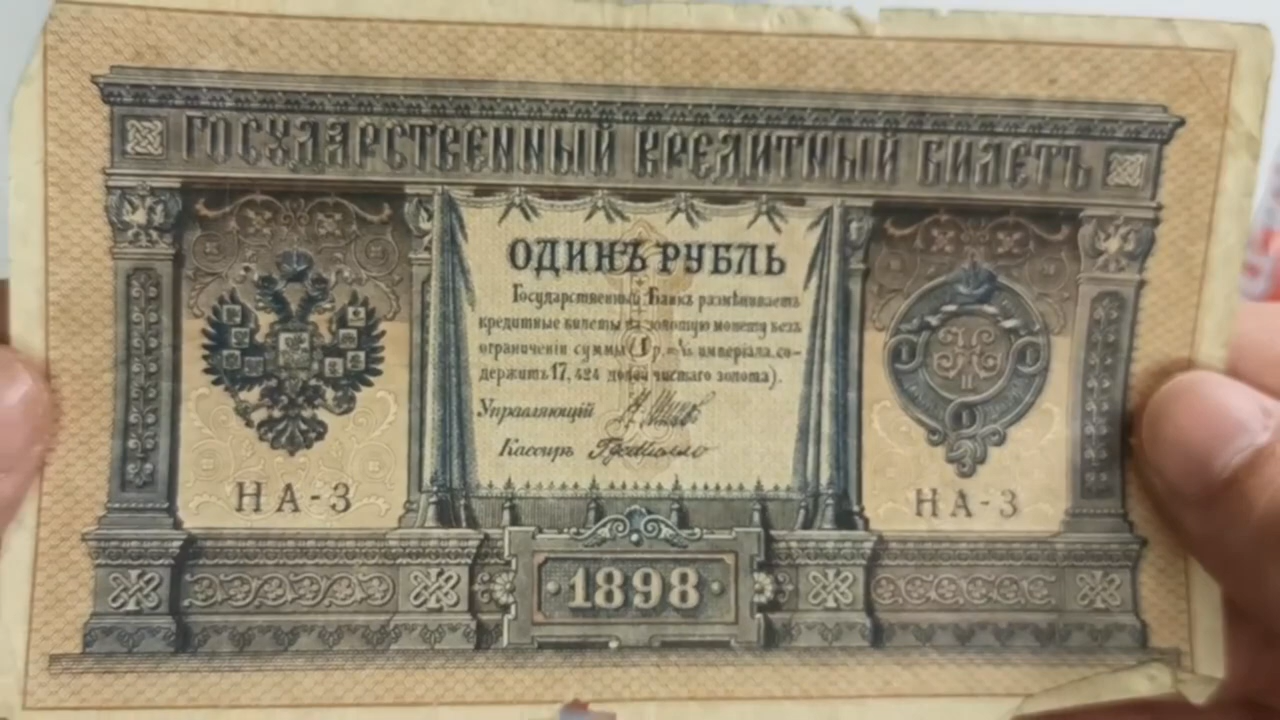 ГОСУДАРСТВЕННЫЙ КРЕДИТНЫЙ БИЛЕТЪ
ОДИНЪ РУБЛЬ
Государственный Банкъ размѣниваетъ
кредитные билеты на золотую монету безъ
ограниченія суммы (1 р. = 1/15 имперіала, со-
держитъ 17,424 долей чистаго золота).
Управляющій
Кассиръ
НА-3
НА-3
1898